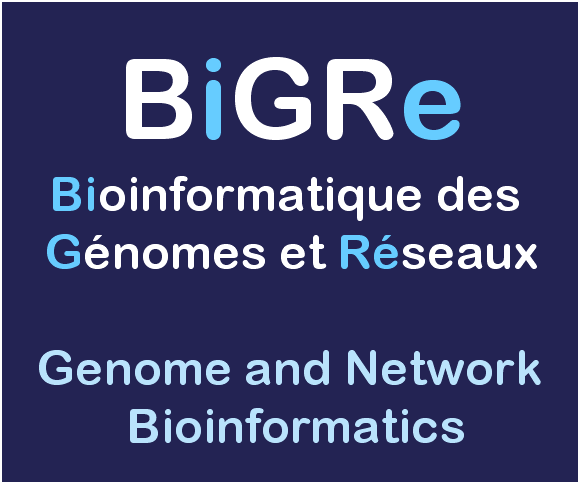 BiGRe
Bioinformatique des
Génomes et Réseaux
Genome and Network
Bioinformatics